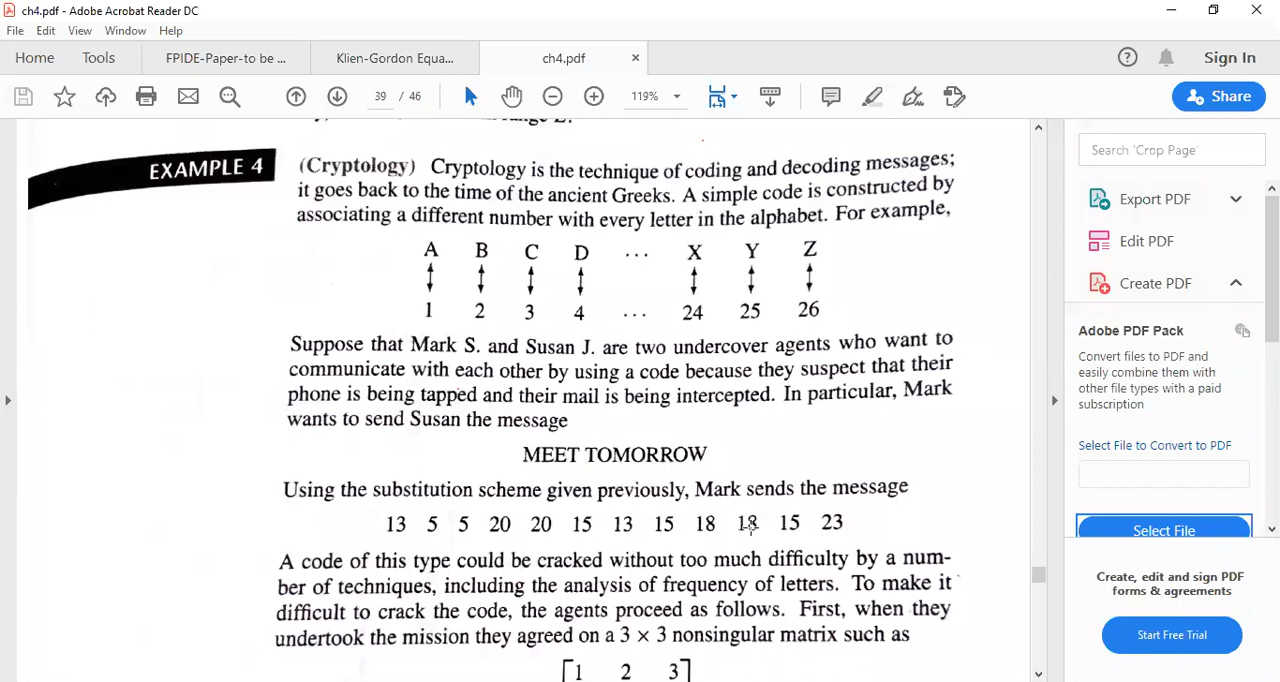 ch4.pdf - Adobe Acrobat Reader DC
File Edit View Window Help
Home Tools FPIDE-Paper-to be ... Klien-Gordon Equa... ch4.pdf × Sign In
39 / 46 119% Share
EXAMPLE 4 (Cryptology) Cryptology is the technique of coding and decoding messages;
it goes back to the time of the ancient Greeks. A simple code is constructed by
associating a different number with every letter in the alphabet. For example,
A B C D ... X Y Z
1 2 3 4 ... 24 25 26
Suppose that Mark S. and Susan J. are two undercover agents who want to
communicate with each other by using a code because they suspect that their
phone is being tapped and their mail is being intercepted. In particular, Mark
wants to send Susan the message
MEET TOMORROW
Using the substitution scheme given previously, Mark sends the message
13 5 5 20 20 15 13 15 18 18 15 23
A code of this type could be cracked without too much difficulty by a num-
ber of techniques, including the analysis of frequency of letters. To make it
difficult to crack the code, the agents proceed as follows. First, when they
undertook the mission they agreed on a 3 × 3 nonsingular matrix such as
1 2 3
Search 'Crop Page'
Export PDF
Edit PDF
Create PDF
Adobe PDF Pack
Convert files to PDF and
easily combine them with
other file types with a paid
subscription
Select File to Convert to PDF
Select File
Create, edit and sign PDF
forms & agreements
Start Free Trial